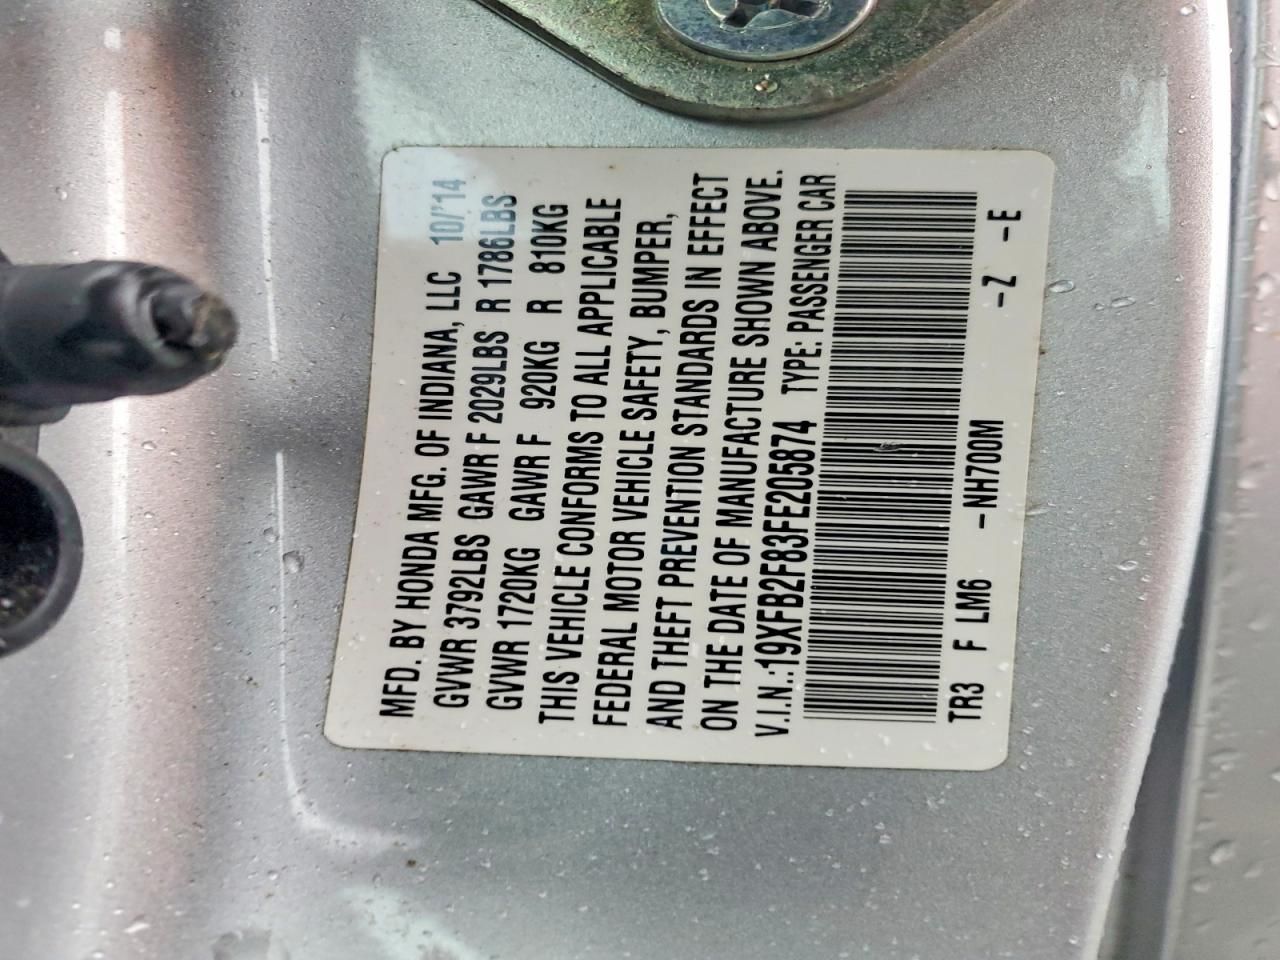 MFD. BY HONDA MFG. OF INDIANA, LLC 10/'14
GVWR 3792LBS GAWR F 2029LBS R 1786LBS
GVWR 1720KG GAWR F 920KG R 810KG
THIS VEHICLE CONFORMS TO ALL APPLICABLE
FEDERAL MOTOR VEHICLE SAFETY, BUMPER,
AND THEFT PREVENTION STANDARDS IN EFFECT
ON THE DATE OF MANUFACTURE SHOWN ABOVE.
V.I.N.:19XFB2F83FE205874 TYPE: PASSENGER CAR
TR3 F LM6 -NH700M -Z -E